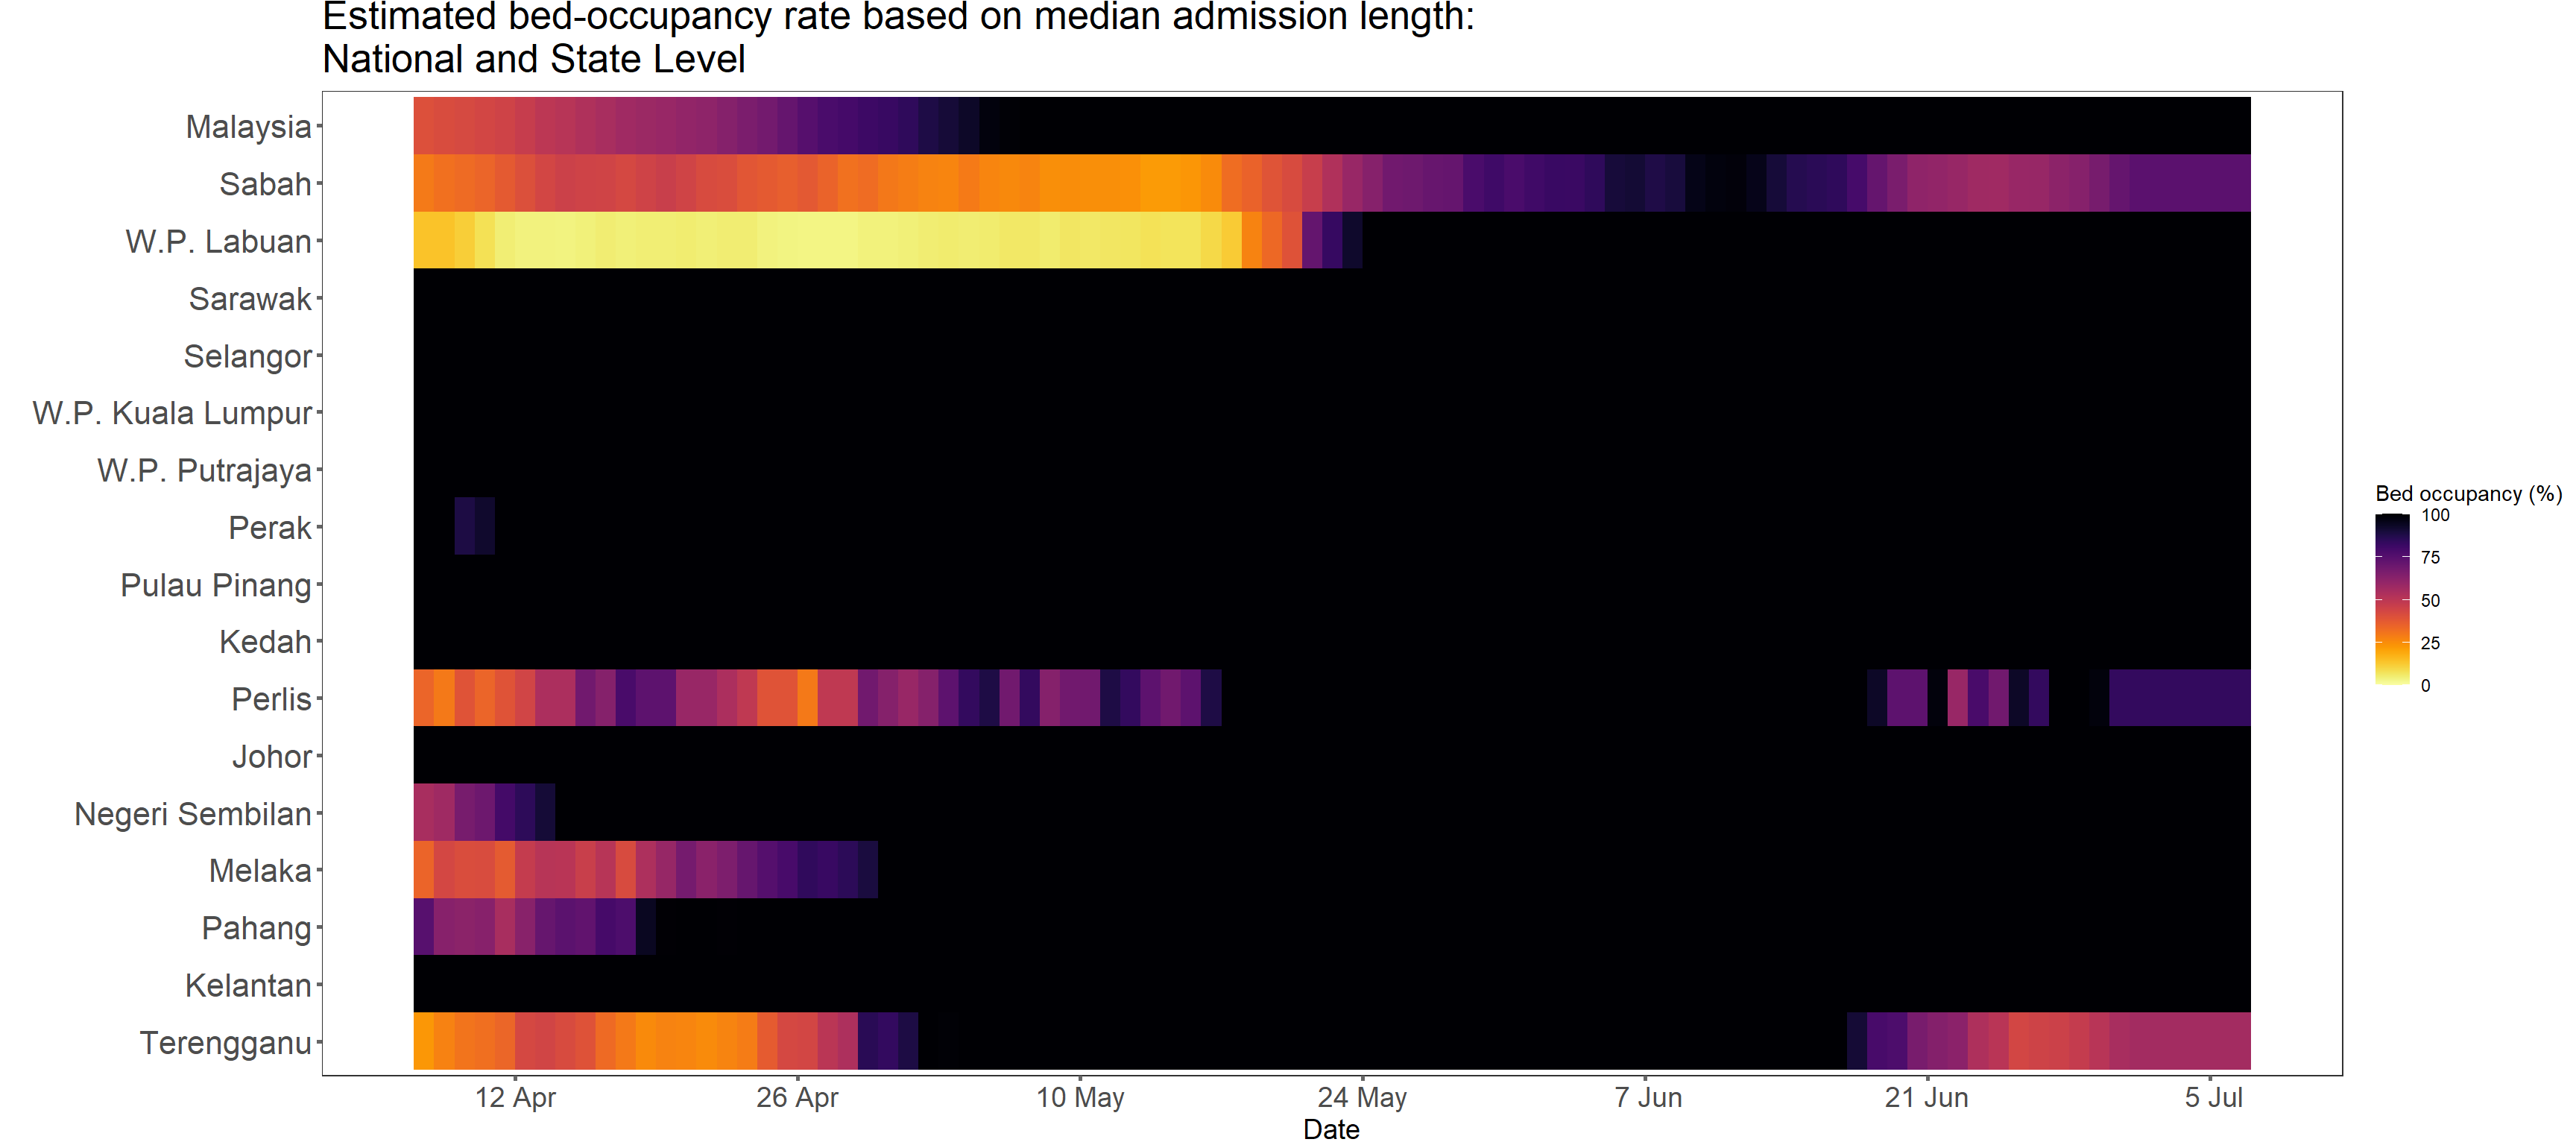 Estimated bed-occupancy rate based on median admission length:
National and State Level
Malaysia
Sabah
W.P. Labuan
Sarawak
Selangor
W.P. Kuala Lumpur
W.P. Putrajaya
Perak
Pulau Pinang
Kedah
Perlis
Johor
Negeri Sembilan
Melaka
Pahang
Kelantan
Terengganu
12 Apr
26 Apr
10 May
24 May
7 Jun
21 Jun
5 Jul
Date
Bed occupancy (%)
100
75
50
25
0